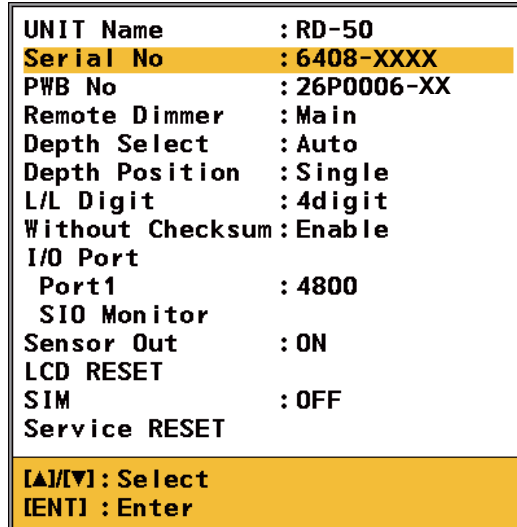 UNIT Name :RD-50
Serial No :6408-XXXX
PWB No :26P0006-XX
Remote Dimmer :Main
Depth Select :Auto
Depth Position :Single
L/L Digit :4digit
Without Checksum:Enable
I/O Port
Port1 :4800
SIO Monitor
Sensor Out :ON
LCD RESET
SIM :OFF
Service RESET
[▲]/[▼]:Select
[ENT] :Enter